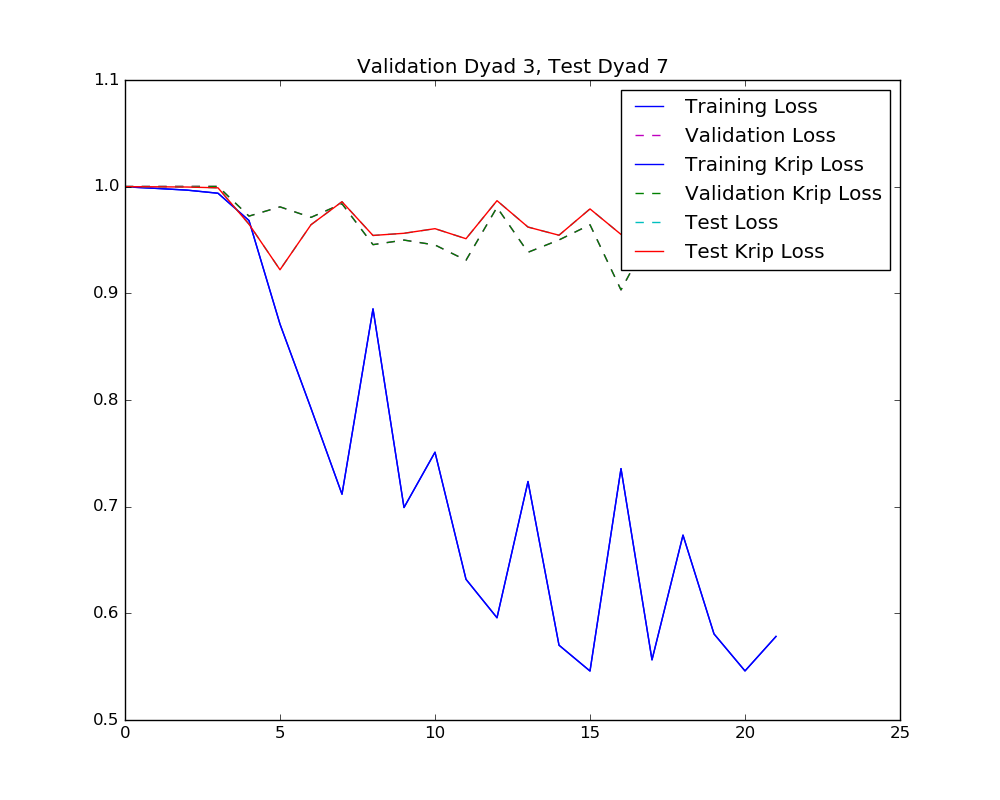 Validation Dyad 3, Test Dyad 7
1.1
1.0
0.9
0.8
0.7
0.6
0.5
Training Loss
Validation Loss
Training Krip Loss
Validation Krip Loss
Test Loss
Test Krip Loss
0 5 10 15 20 25